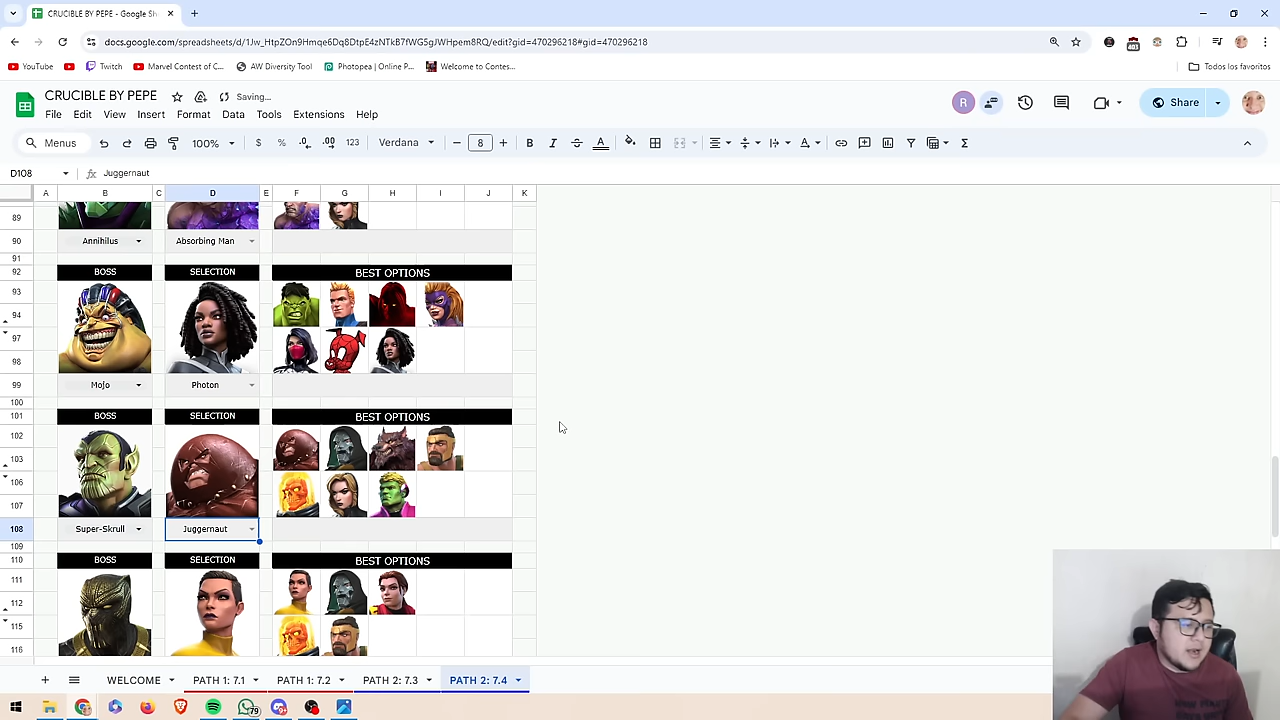 CRUCIBLE BY PEPE - Google Sh
docs.google.com/spreadsheets/d/1Jw_HtpZOn9Hmqe6Dq8DtpE4zNTkB7fWG5gJWHpem8RQ/edit?gid=470296218#gid=470296218
403
YouTube
Twitch
Marvel Contest of C...
AW Diversity Tool
Photopea | Online P...
Welcome to Contes...
Todos los favoritos
CRUCIBLE BY PEPE
Saving...
File Edit View Insert Format Data Tools Extensions Help
R
Share
Menus
100%
$ % .0 .00 123
Verdana
8
B I A
Σ
D108
fx Juggernaut
A B C D E F G H I J K
89
90 Annihilus Absorbing Man
91
92 BOSS SELECTION BEST OPTIONS
93
94
97
98
99 Mojo Photon
100
101 BOSS SELECTION BEST OPTIONS
102
103
106
107
108 Super-Skrull Juggernaut
109
110 BOSS SELECTION BEST OPTIONS
111
112
115
116
WELCOME PATH 1: 7.1 PATH 1: 7.2 PATH 2: 7.3 PATH 2: 7.4
79